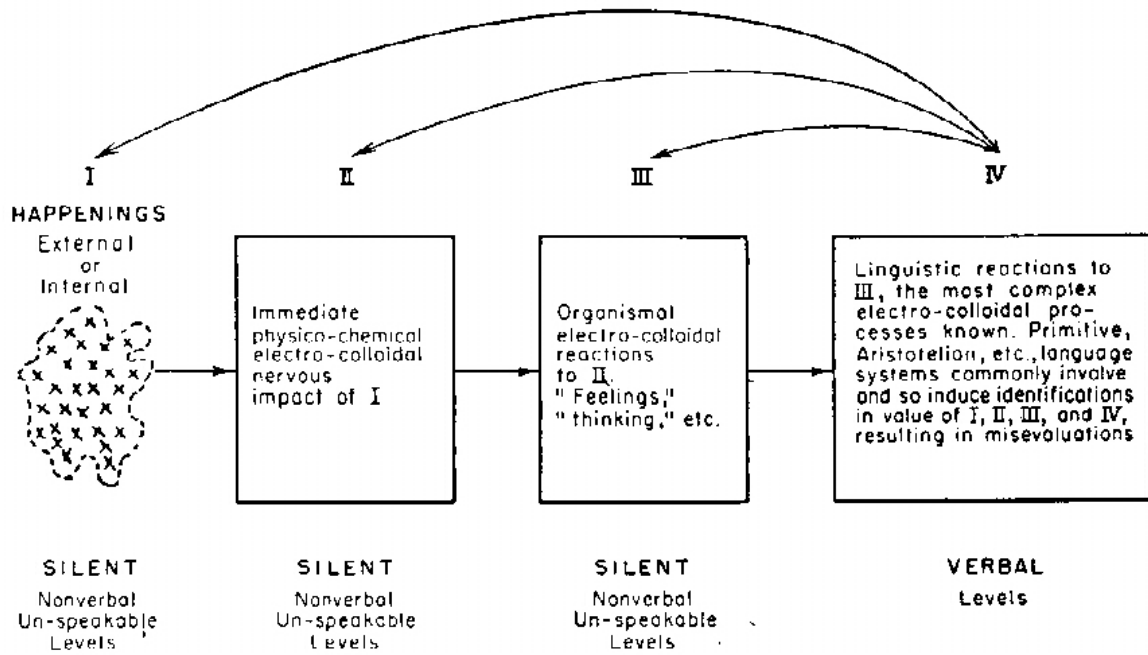 I
II
III
IV
HAPPENINGS
External
or
Internal
x x x x x x x x x x x x x x x x x x x x x x x x x x x x
Immediate
physico-chemical
electro-colloidal
nervous
impact of I
Organismal
electro-colloidal
reactions
to II.
"Feelings,"
"thinking," etc.
Linguistic reactions to
III, the most complex
electro-colloidal pro-
cesses known. Primitive,
Aristotelian, etc., language
systems commonly involve
and so induce identifications
in value of I, II, III, and IV,
resulting in misevaluations
SILENT
Nonverbal
Un-speakable
Levels
SILENT
Nonverbal
Un-speakable
Levels
SILENT
Nonverbal
Un-speakable
Levels
VERBAL
Levels